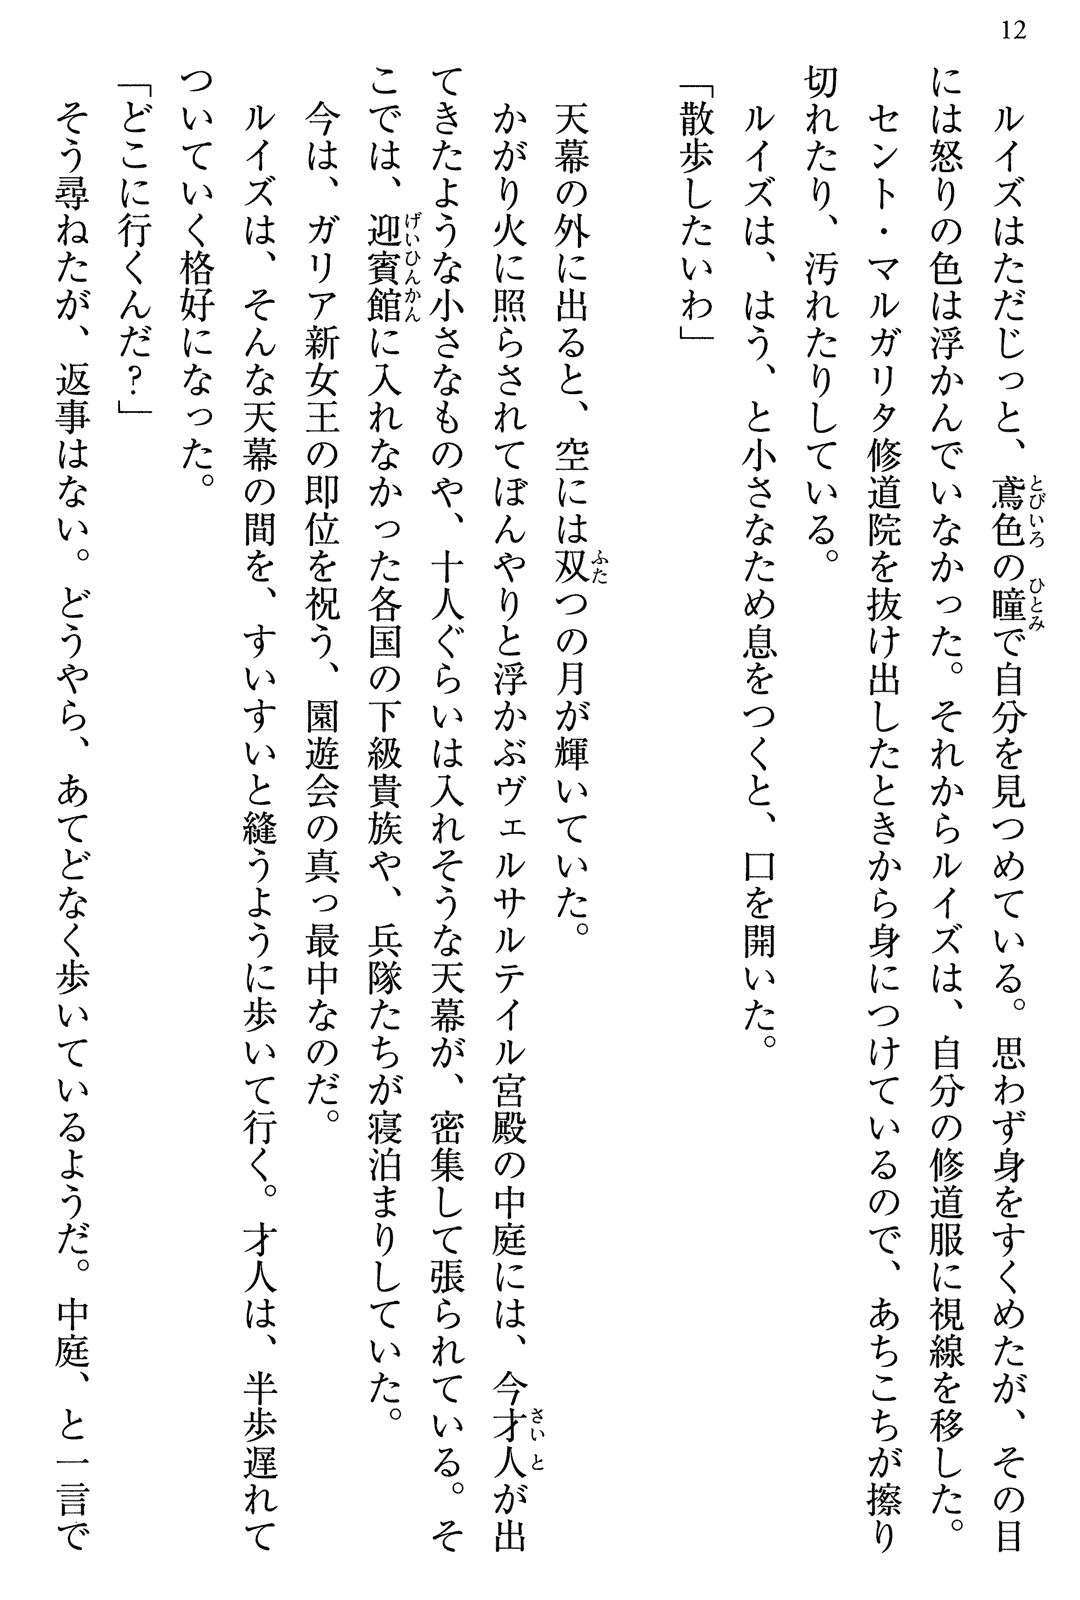 12
ルイズはただじっと、鳶色の瞳で自分を見つめている。思わず身をすくめたが、その目
には怒りの色は浮かんでいなかった。それからルイズは、自分の修道服に視線を移した。
セント・マルガリタ修道院を抜け出したときから身につけているので、あちこちが擦り
切れたり、汚れたりしている。
ルイズは、はう、と小さなため息をつくと、口を開いた。
「散歩したいわ」
天幕の外に出ると、空には双つの月が輝いていた。
かがり火に照らされてぼんやりと浮かぶヴェルサルテイル宮殿の中庭には、今才人が出
てきたような小さなものや、十人ぐらいは入れそうな天幕が、密集して張られている。そ
こでは、迎賓館に入れなかった各国の下級貴族や、兵隊たちが寝泊まりしていた。
今は、ガリア新女王の即位を祝う、園遊会の真っ最中なのだ。
ルイズは、そんな天幕の間を、すいすいと縫うように歩いて行く。才人は、半歩遅れて
ついていく格好になった。
「どこに行くんだ？」
そう尋ねたが、返事はない。どうやら、あてどなく歩いているようだ。中庭、と一言で